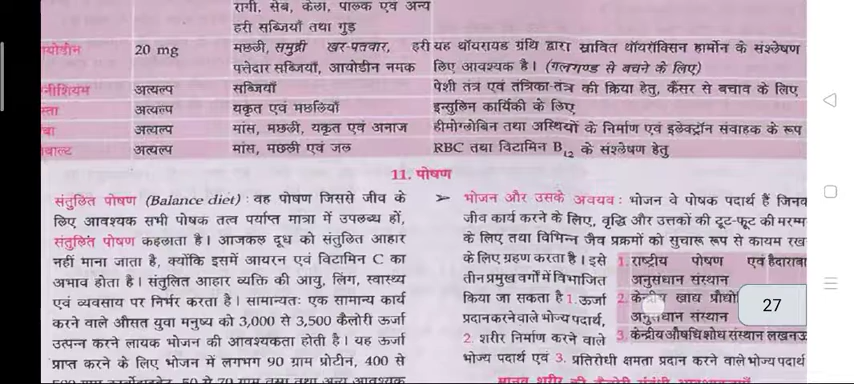 रागी, सेब, केला, पालक एवं अन्य
हरी सब्जियाँ तथा गुड़
योडीन 20 mg मछली, समुद्री खर-पतवार, हरी यह थॉयरायड ग्रंथि द्वारा स्रावित थॉयरॉक्सिन हार्मोन के संश्लेषण
पत्तेदार सब्जियाँ, आयोडीन नमक लिए आवश्यक है। (गलगण्ड से बचने के लिए)
नीशियम अत्यल्प सब्जियाँ पेशी तंत्र एवं तंत्रिका-तंत्र की क्रिया हेतु, कैंसर से बचाव के लिए
स्ता अत्यल्प यकृत एवं मछलियाँ इन्सुलिन कार्यिकी के लिए
बा अत्यल्प मांस, मछली, यकृत एवं अनाज हीमोग्लोबिन तथा अस्थियों के निर्माण एवं इलेक्ट्रॉन संवाहक के रूप
बाल्ट अत्यल्प मांस, मछली एवं जल RBC तथा विटामिन B12 के संश्लेषण हेतु
11. पोषण
संतुलित पोषण (Balance diet) : वह पोषण जिससे जीव के
लिए आवश्यक सभी पोषक तत्व पर्याप्त मात्रा में उपलब्ध हों,
संतुलित पोषण कहलाता है। आजकल दूध को संतुलित आहार
नहीं माना जाता है, क्योंकि इसमें आयरन एवं विटामिन C का
अभाव होता है। संतुलित आहार व्यक्ति की आयु, लिंग, स्वास्थ्य
एवं व्यवसाय पर निर्भर करता है। सामान्यतः एक सामान्य कार्य
करने वाले औसत युवा मनुष्य को 3,000 से 3,500 कैलोरी ऊर्जा
उत्पन्न करने लायक भोजन की आवश्यकता होती है। यह ऊर्जा
प्राप्त करने के लिए भोजन में लगभग 90 ग्राम प्रोटीन, 400 से
➢ भोजन और उसके अवयव : भोजन वे पोषक पदार्थ हैं जिनव
जीव कार्य करने के लिए, वृद्धि और उत्तकों की टूट-फूट की मरम्म
के लिए तथा विभिन्न जैव प्रक्रमों को सुचारू रूप से कायम रख
के लिए ग्रहण करता है। इसे
तीन प्रमुख वर्गों में विभाजित
किया जा सकता है 1. ऊर्जा
प्रदान करने वाले भोज्य पदार्थ,
2. शरीर निर्माण करने वाले
भोज्य पदार्थ एवं 3. प्रतिरोधी क्षमता प्रदान करने वाले भोज्य पदार्थ
1. राष्ट्रीय पोषण एवं हैदराबा
अनुसंधान संस्थान
2. केन्द्रीय खाद्य प्रौद्यो
अनुसंधान संस्थान
3. केन्द्रीय औषधि शोध संस्थान लखनऊ
27